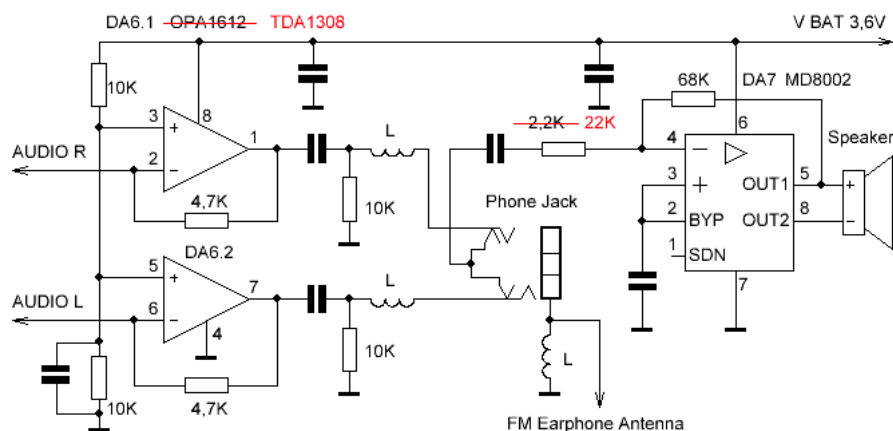 DA6.1 OPA1612 TDA1308
V BAT 3,6V
10K
8
3
+
1
2
−
AUDIO R
4,7K
L
10K
2,2K 22K
68K
DA7 MD8002
6
Speaker
4
−
3
+
OUT1
5
+
2
BYP
OUT2
8
−
1
SDN
7
Phone Jack
DA6.2
5
+
7
6
−
AUDIO L
4
L
10K
4,7K
10K
L
FM Earphone Antenna